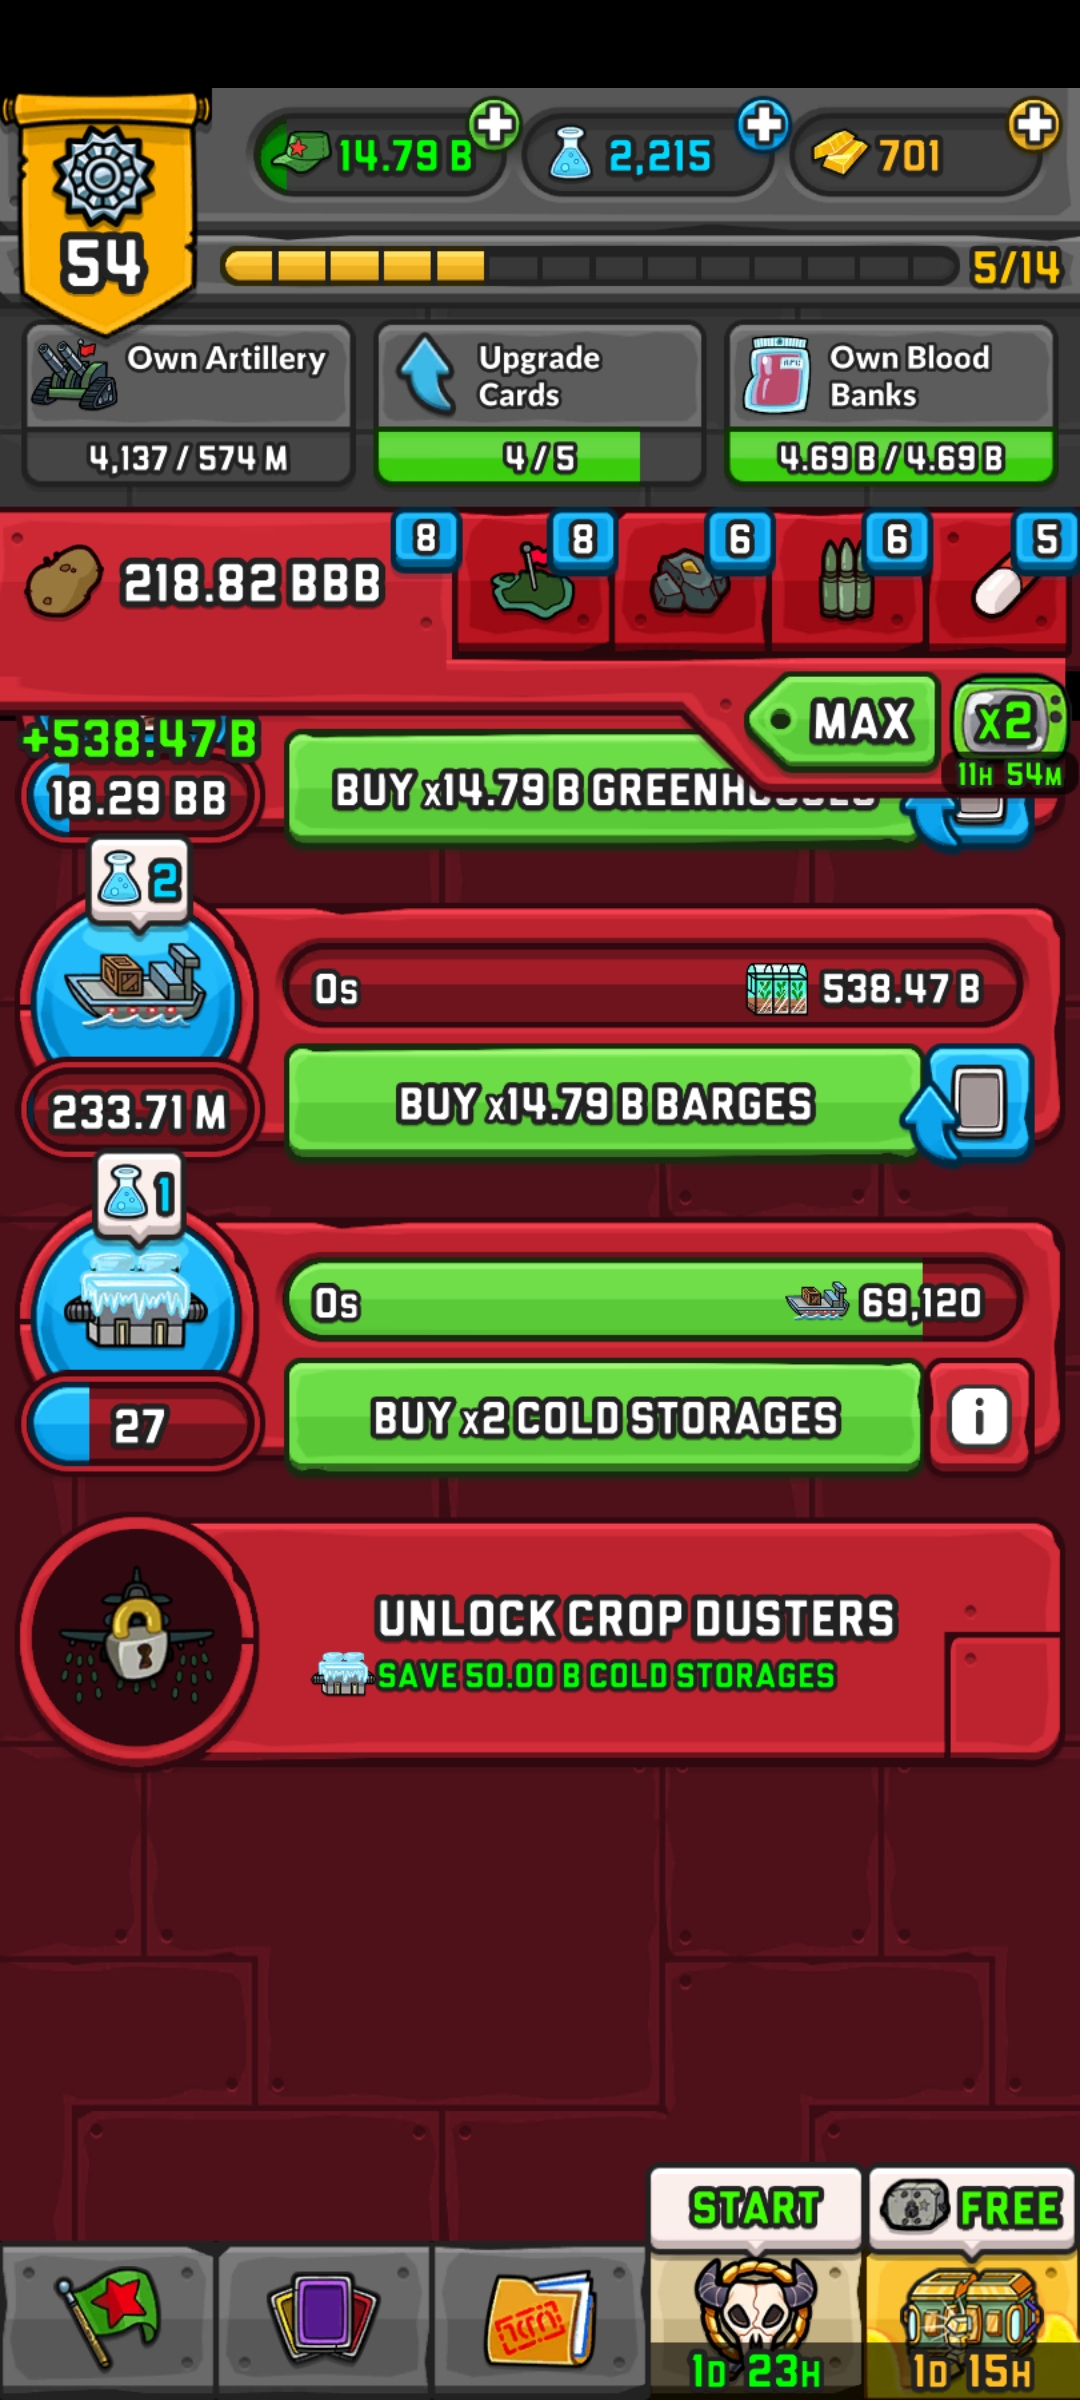 54
14.79 B
2,215
701
5/14
Own Artillery
4,137 / 574 M
Upgrade
Cards
4 / 5
Own Blood
Banks
4.69 B / 4.69 B
218.82 BBB
8
8
6
6
5
MAX
x2
11H 54M
+538.47 B
18.29 BB
BUY x14.79 B GREENHOUSES
2
0s
538.47 B
233.71 M
BUY x14.79 B BARGES
1
0s
69,120
27
BUY x2 COLD STORAGES
i
UNLOCK CROP DUSTERS
SAVE 50.00 B COLD STORAGES
START
FREE
1D 23H
1D 15H